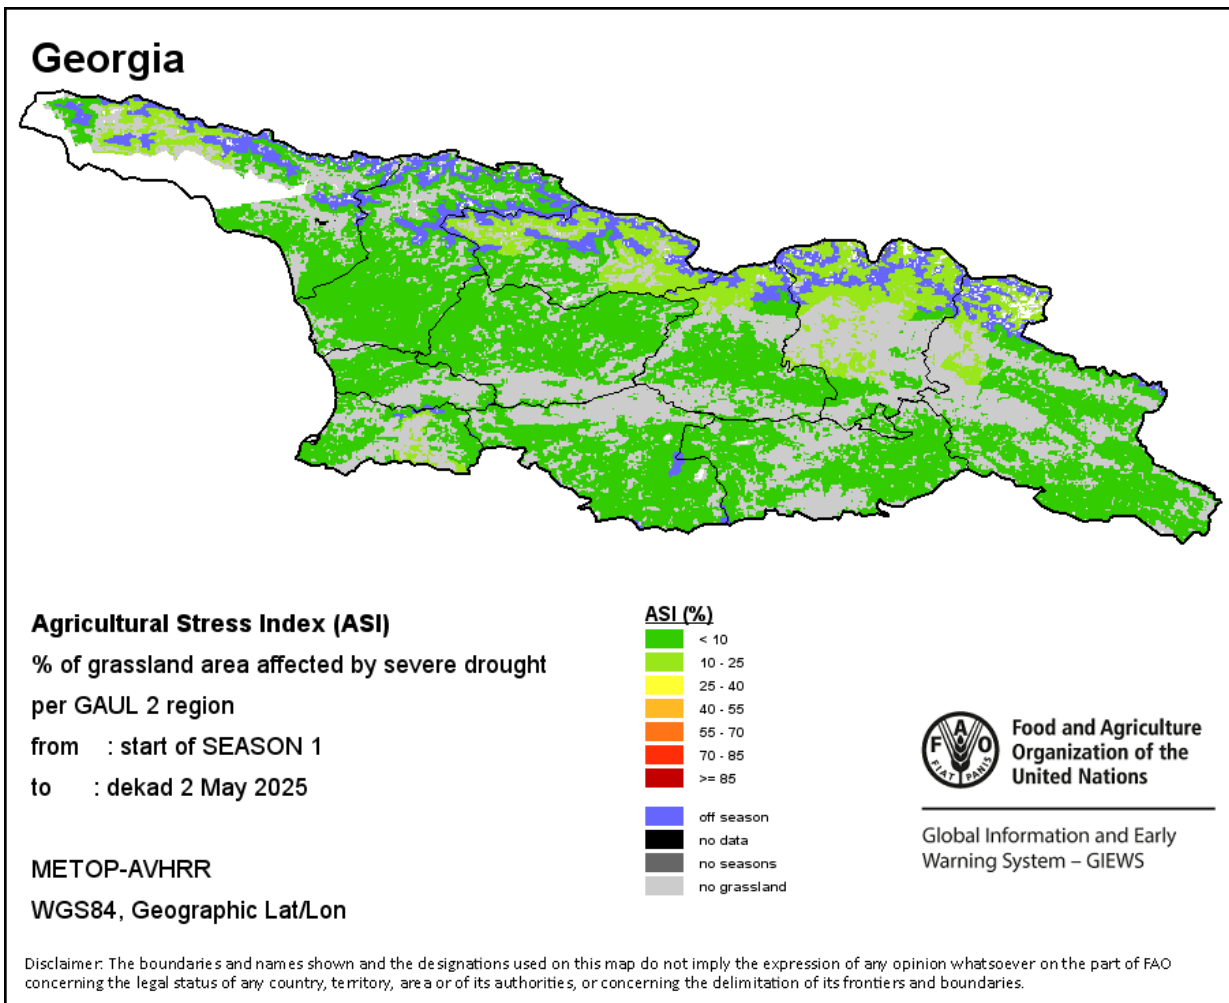 Georgia
Agricultural Stress Index (ASI)
% of grassland area affected by severe drought
per GAUL 2 region
from : start of SEASON 1
to : dekad 2 May 2025
METOP-AVHRR
WGS84, Geographic Lat/Lon
ASI (%)
< 10
10 - 25
25 - 40
40 - 55
55 - 70
70 - 85
>= 85
off season
no data
no seasons
no grassland
F A O
FIAT PANIS
Food and Agriculture
Organization of the
United Nations
Global Information and Early
Warning System – GIEWS
Disclaimer: The boundaries and names shown and the designations used on this map do not imply the expression of any opinion whatsoever on the part of FAO
concerning the legal status of any country, territory, area or of its authorities, or concerning the delimitation of its frontiers and boundaries.